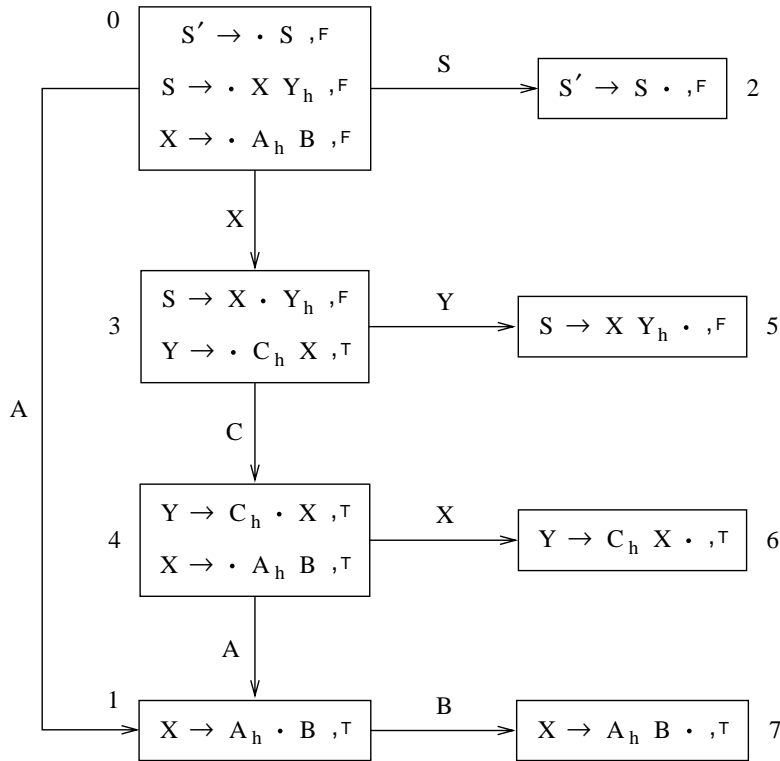 0
S′ → · S ,F
S → · X Y_h ,F
X → · A_h B ,F
S
S′ → S · ,F
2
X
3
S → X · Y_h ,F
Y → · C_h X ,T
Y
S → X Y_h · ,F
5
A
C
4
Y → C_h · X ,T
X → · A_h B ,T
X
Y → C_h X · ,T
6
A
1
X → A_h · B ,T
B
X → A_h B · ,T
7